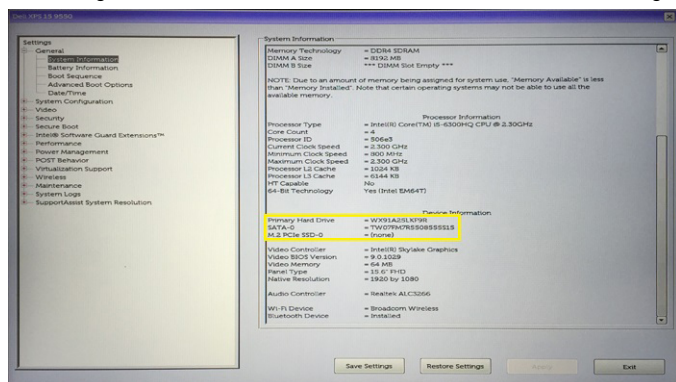 Dell XPS 15 9550
Settings
General
System Information
Battery Information
Boot Sequence
Advanced Boot Options
Date/Time
System Configuration
Video
Security
Secure Boot
Intel® Software Guard Extensions™
Performance
Power Management
POST Behavior
Virtualization Support
Wireless
Maintenance
System Logs
SupportAssist System Resolution
System Information
Memory Technology = DDR4 SDRAM
DIMM A Size = 8192 MB
DIMM B Size *** DIMM Slot Empty ***
NOTE: Due to an amount of memory being assigned for system use, "Memory Available" is less
than "Memory Installed". Note that certain operating systems may not be able to use all the
available memory.
Processor Information
Processor Type = Intel(R) Core(TM) i5-6300HQ CPU @ 2.30GHz
Core Count = 4
Processor ID = 506e3
Current Clock Speed = 2.300 GHz
Minimum Clock Speed = 800 MHz
Maximum Clock Speed = 2.300 GHz
Processor L2 Cache = 1024 KB
Processor L3 Cache = 6144 KB
HT Capable No
64-Bit Technology Yes (Intel EM64T)
Device Information
Primary Hard Drive
SATA-0
M.2 PCIe SSD-0 = (none)
Video Controller = Intel(R) Skylake Graphics
Video BIOS Version = 9.0.1029
Video Memory = 64 MB
Panel Type = 15.6" FHD
Native Resolution = 1920 by 1080
Audio Controller = Realtek ALC3266
Wi-Fi Device = Broadcom Wireless
Bluetooth Device = Installed
Save Settings
Restore Settings
Apply
Exit